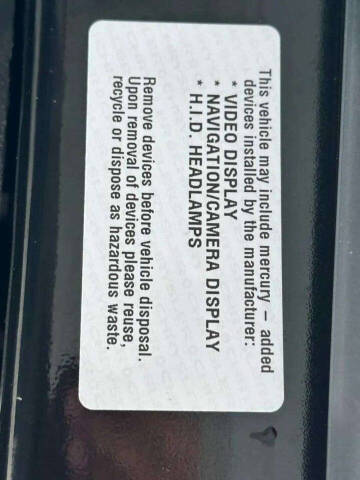 This vehicle may include mercury – added
devices installed by the manufacturer:
* VIDEO DISPLAY
* NAVIGATION/CAMERA DISPLAY
* H.I.D. HEADLAMPS
Remove devices before vehicle disposal.
Upon removal of devices please reuse,
recycle or dispose as hazardous waste.